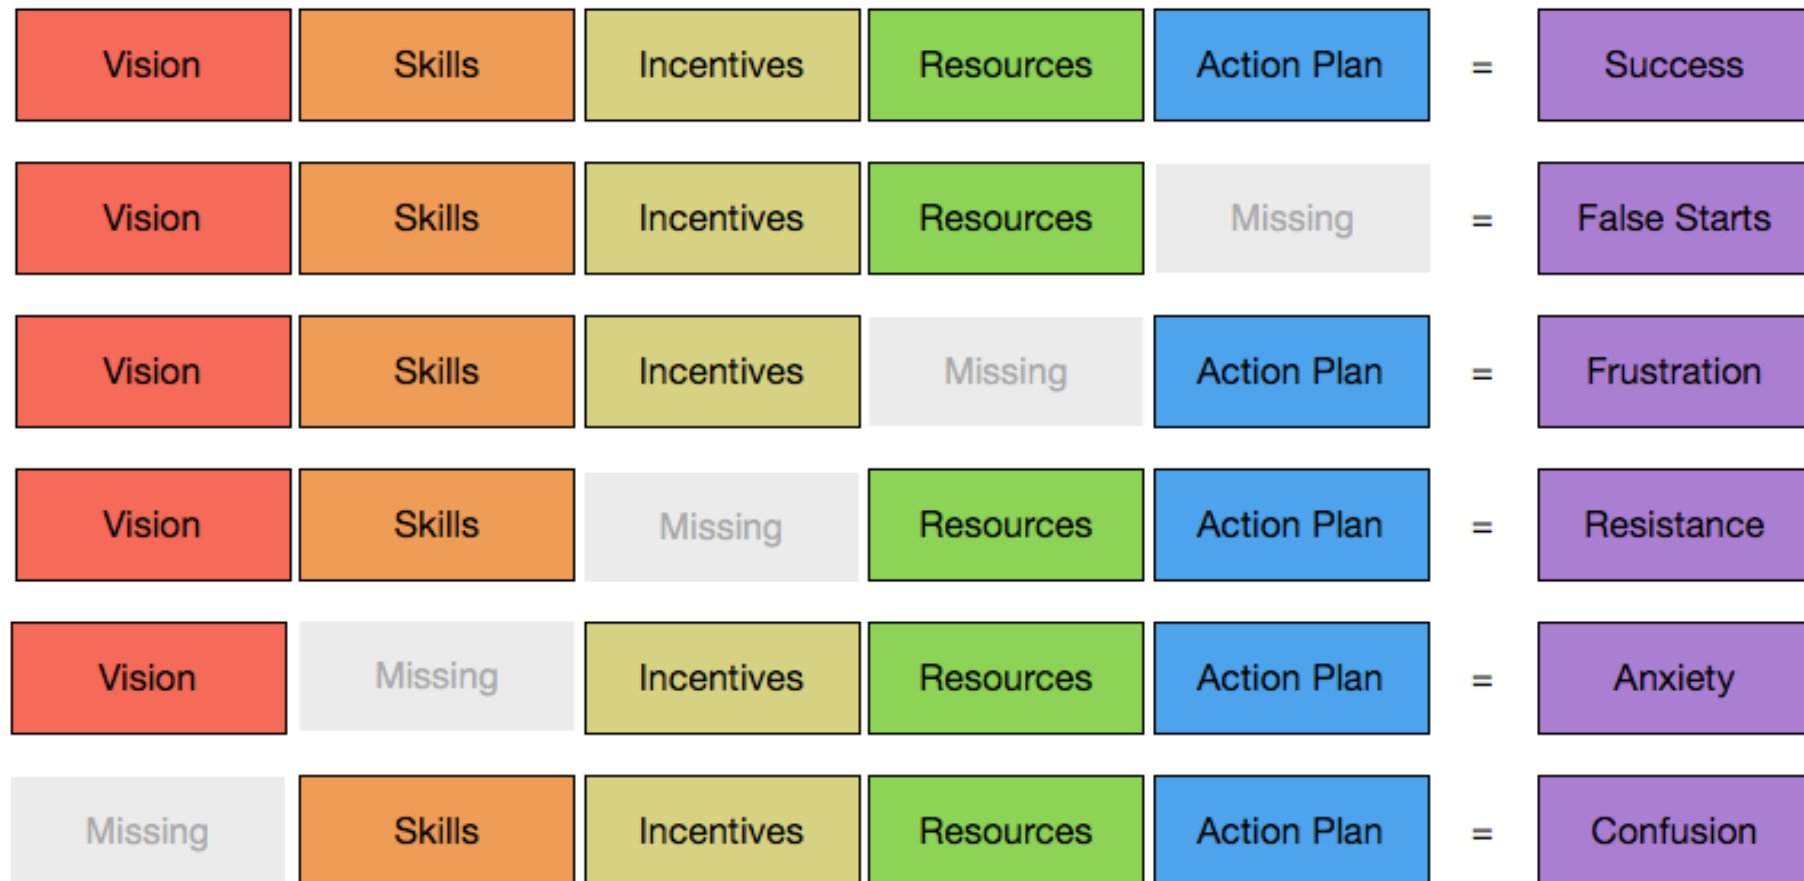 Vision Skills Incentives Resources Action Plan = Success
Vision Skills Incentives Resources Missing = False Starts
Vision Skills Incentives Missing Action Plan = Frustration
Vision Skills Missing Resources Action Plan = Resistance
Vision Missing Incentives Resources Action Plan = Anxiety
Missing Skills Incentives Resources Action Plan = Confusion